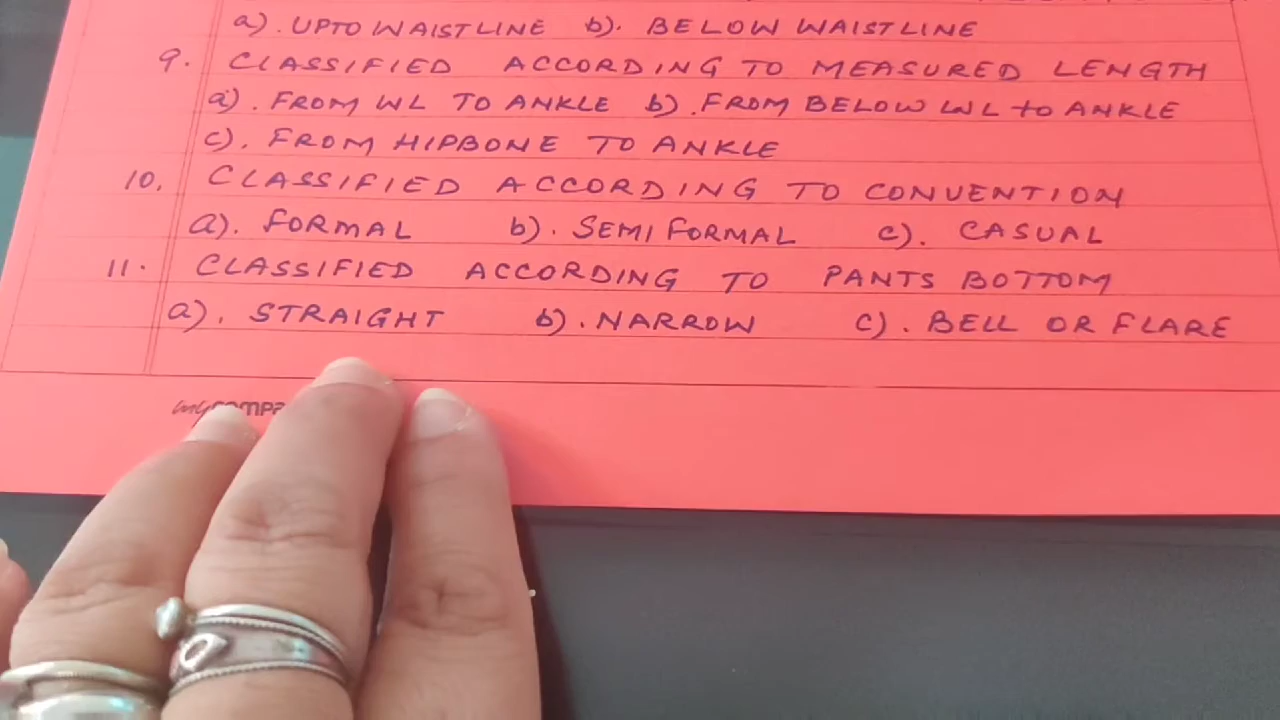 a). UPTO WAISTLINE b). BELOW WAISTLINE
9. CLASSIFIED ACCORDING TO MEASURED LENGTH
a). FROM WL TO ANKLE b). FROM BELOW WL to ANKLE
c). FROM HIPBONE TO ANKLE
10. CLASSIFIED ACCORDING TO CONVENTION
a). FORMAL b). SEMI FORMAL c). CASUAL
11. CLASSIFIED ACCORDING TO PANTS BOTTOM
a). STRAIGHT b). NARROW c). BELL OR FLARE